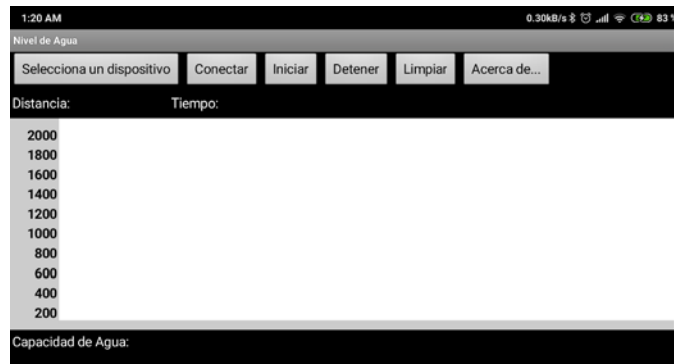 1:20 AM 0.30kB/s 83
Nivel de Agua
Selecciona un dispositivo Conectar Iniciar Detener Limpiar Acerca de...
Distancia: Tiempo:
2000
1800
1600
1400
1200
1000
800
600
400
200
Capacidad de Agua: